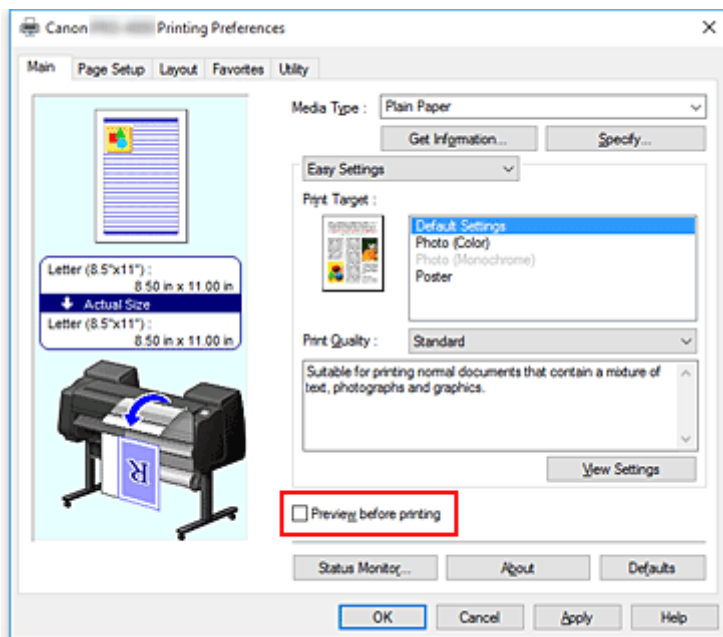 Canon Printing Preferences
Main Page Setup Layout Favorites Utility
Media Type : Plain Paper
Get Information... Specify...
Easy Settings
Print Target :
Default Settings
Photo (Color)
Photo (Monochrome)
Poster
Letter (8.5"x11") :
8.50 in x 11.00 in
Actual Size
Letter (8.5"x11") :
8.50 in x 11.00 in
R
Print Quality : Standard
Suitable for printing normal documents that contain a mixture of
text, photographs and graphics.
View Settings
Preview before printing
Status Monitor... About Defaults
OK Cancel Apply Help